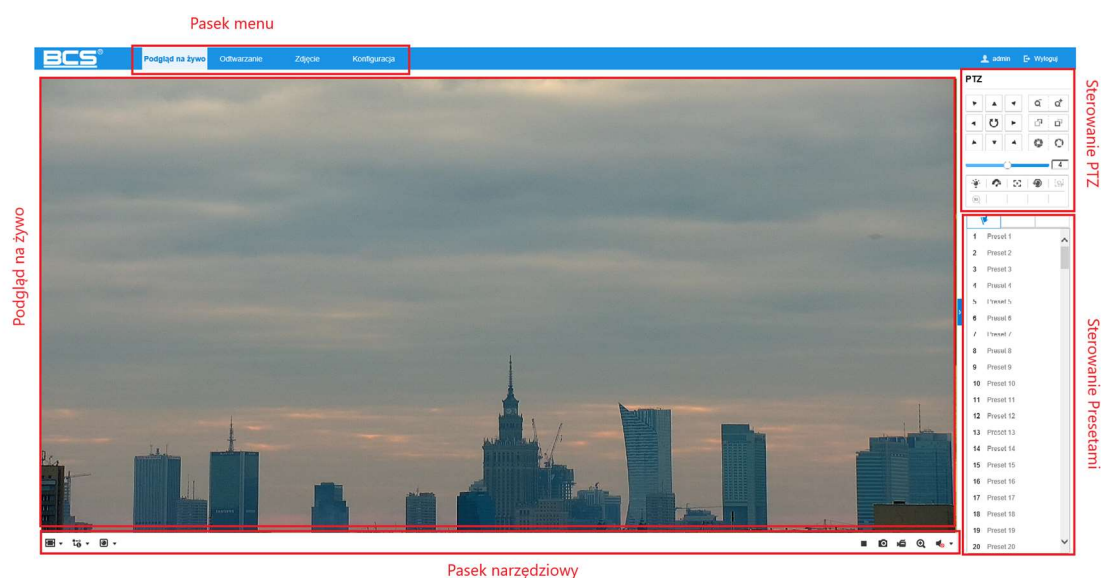 Pasek menu
BCS®
Podgląd na żywo
Odtwarzanie
Zdjęcie
Konfiguracja
admin
Wyloguj
Podgląd na żywo
PTZ
4
Sterowanie PTZ
1 Preset 1
2 Preset 2
3 Preset 3
4 Preset 4
5 Preset 5
6 Preset 6
7 Preset 7
8 Preset 8
9 Preset 9
10 Preset 10
11 Preset 11
12 Preset 12
13 Preset 13
14 Preset 14
15 Preset 15
16 Preset 16
17 Preset 17
18 Preset 18
19 Preset 19
20 Preset 20
Sterowanie Presetami
Pasek narzędziowy